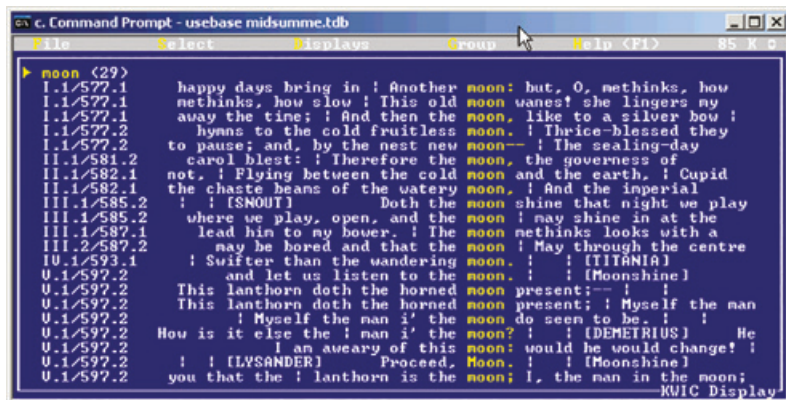 c. Command Prompt - usebase midsumme.tdb
File Select Displays Group Help (F1) 85 K
moon (29)
I.1/577.1 happy days bring in ¦ Another moon: but, O, methinks, how
I.1/577.1 methinks, how slow ¦ This old moon wanes! she lingers my
I.1/577.1 away the time; ¦ And then the moon, like to a silver bow ¦
I.1/577.2 hymns to the cold fruitless moon. ¦ Thrice-blessed they
I.1/577.2 to pause; and, by the nest new moon-- ¦ The sealing-day
II.1/581.2 carol blest: ¦ Therefore the moon, the governess of
II.1/582.1 not, ¦ Flying between the cold moon and the earth, ¦ Cupid
II.1/582.1 the chaste beams of the watery moon, ¦ And the imperial
III.1/585.2 ¦ ¦ [SNOUT] Doth the moon shine that night we play
III.1/585.2 where we play, open, and the moon ¦ may shine in at the
III.1/587.1 lead him to my bower. ¦ The moon methinks looks with a
III.2/587.2 may be bored and that the moon ¦ May through the centre
IV.1/593.1 ¦ Swifter than the wandering moon. ¦ ¦ [TITANIA]
V.1/597.2 and let us listen to the moon. ¦ ¦ [Moonshine]
V.1/597.2 This lanthorn doth the horned moon present;-- ¦ ¦
V.1/597.2 This lanthorn doth the horned moon present; ¦ Myself the man
V.1/597.2 ¦ Myself the man i' the moon do seem to be. ¦ ¦
V.1/597.2 How is it else the ¦ man i' the moon? ¦ ¦ [DEMETRIUS] He
V.1/597.2 I am aweary of this moon: would he would change! ¦
V.1/597.2 ¦ ¦ [LYSANDER] Proceed, Moon. ¦ ¦ [Moonshine]
V.1/597.2 you that the ¦ lanthorn is the moon; I, the man in the moon;
KWIC Display